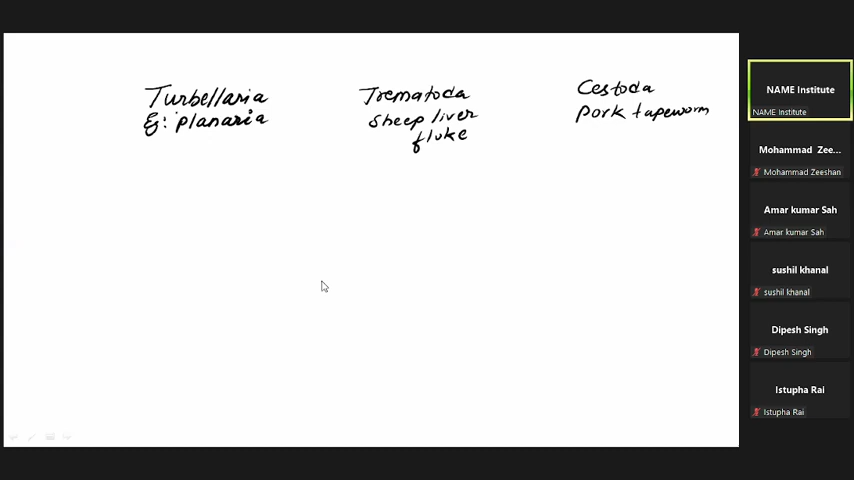 Turbellaria
Eg: planaria
Trematoda
sheep liver
fluke
Cestoda
pork tapeworm
NAME Institute
NAME Institute
Mohammad Zee...
Mohammad Zeeshan
Amar kumar Sah
Amar kumar Sah
sushil khanal
sushil khanal
Dipesh Singh
Dipesh Singh
Istupha Rai
Istupha Rai